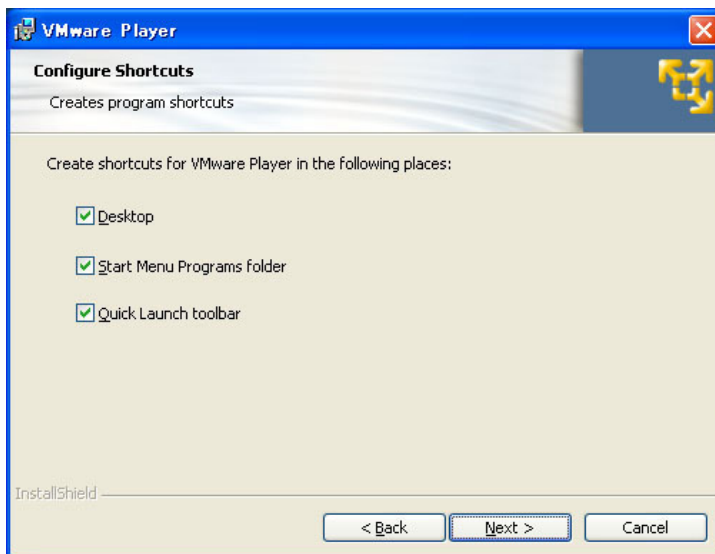 VMware Player
Configure Shortcuts
Creates program shortcuts
Create shortcuts for VMware Player in the following places:
Desktop
Start Menu Programs folder
Quick Launch toolbar
InstallShield
< Back
Next >
Cancel